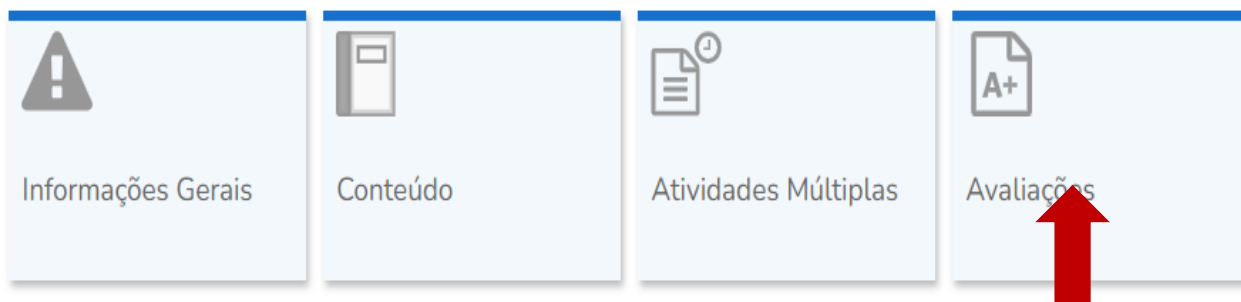 A+
Informações Gerais
Conteúdo
Atividades Múltiplas
Avaliações